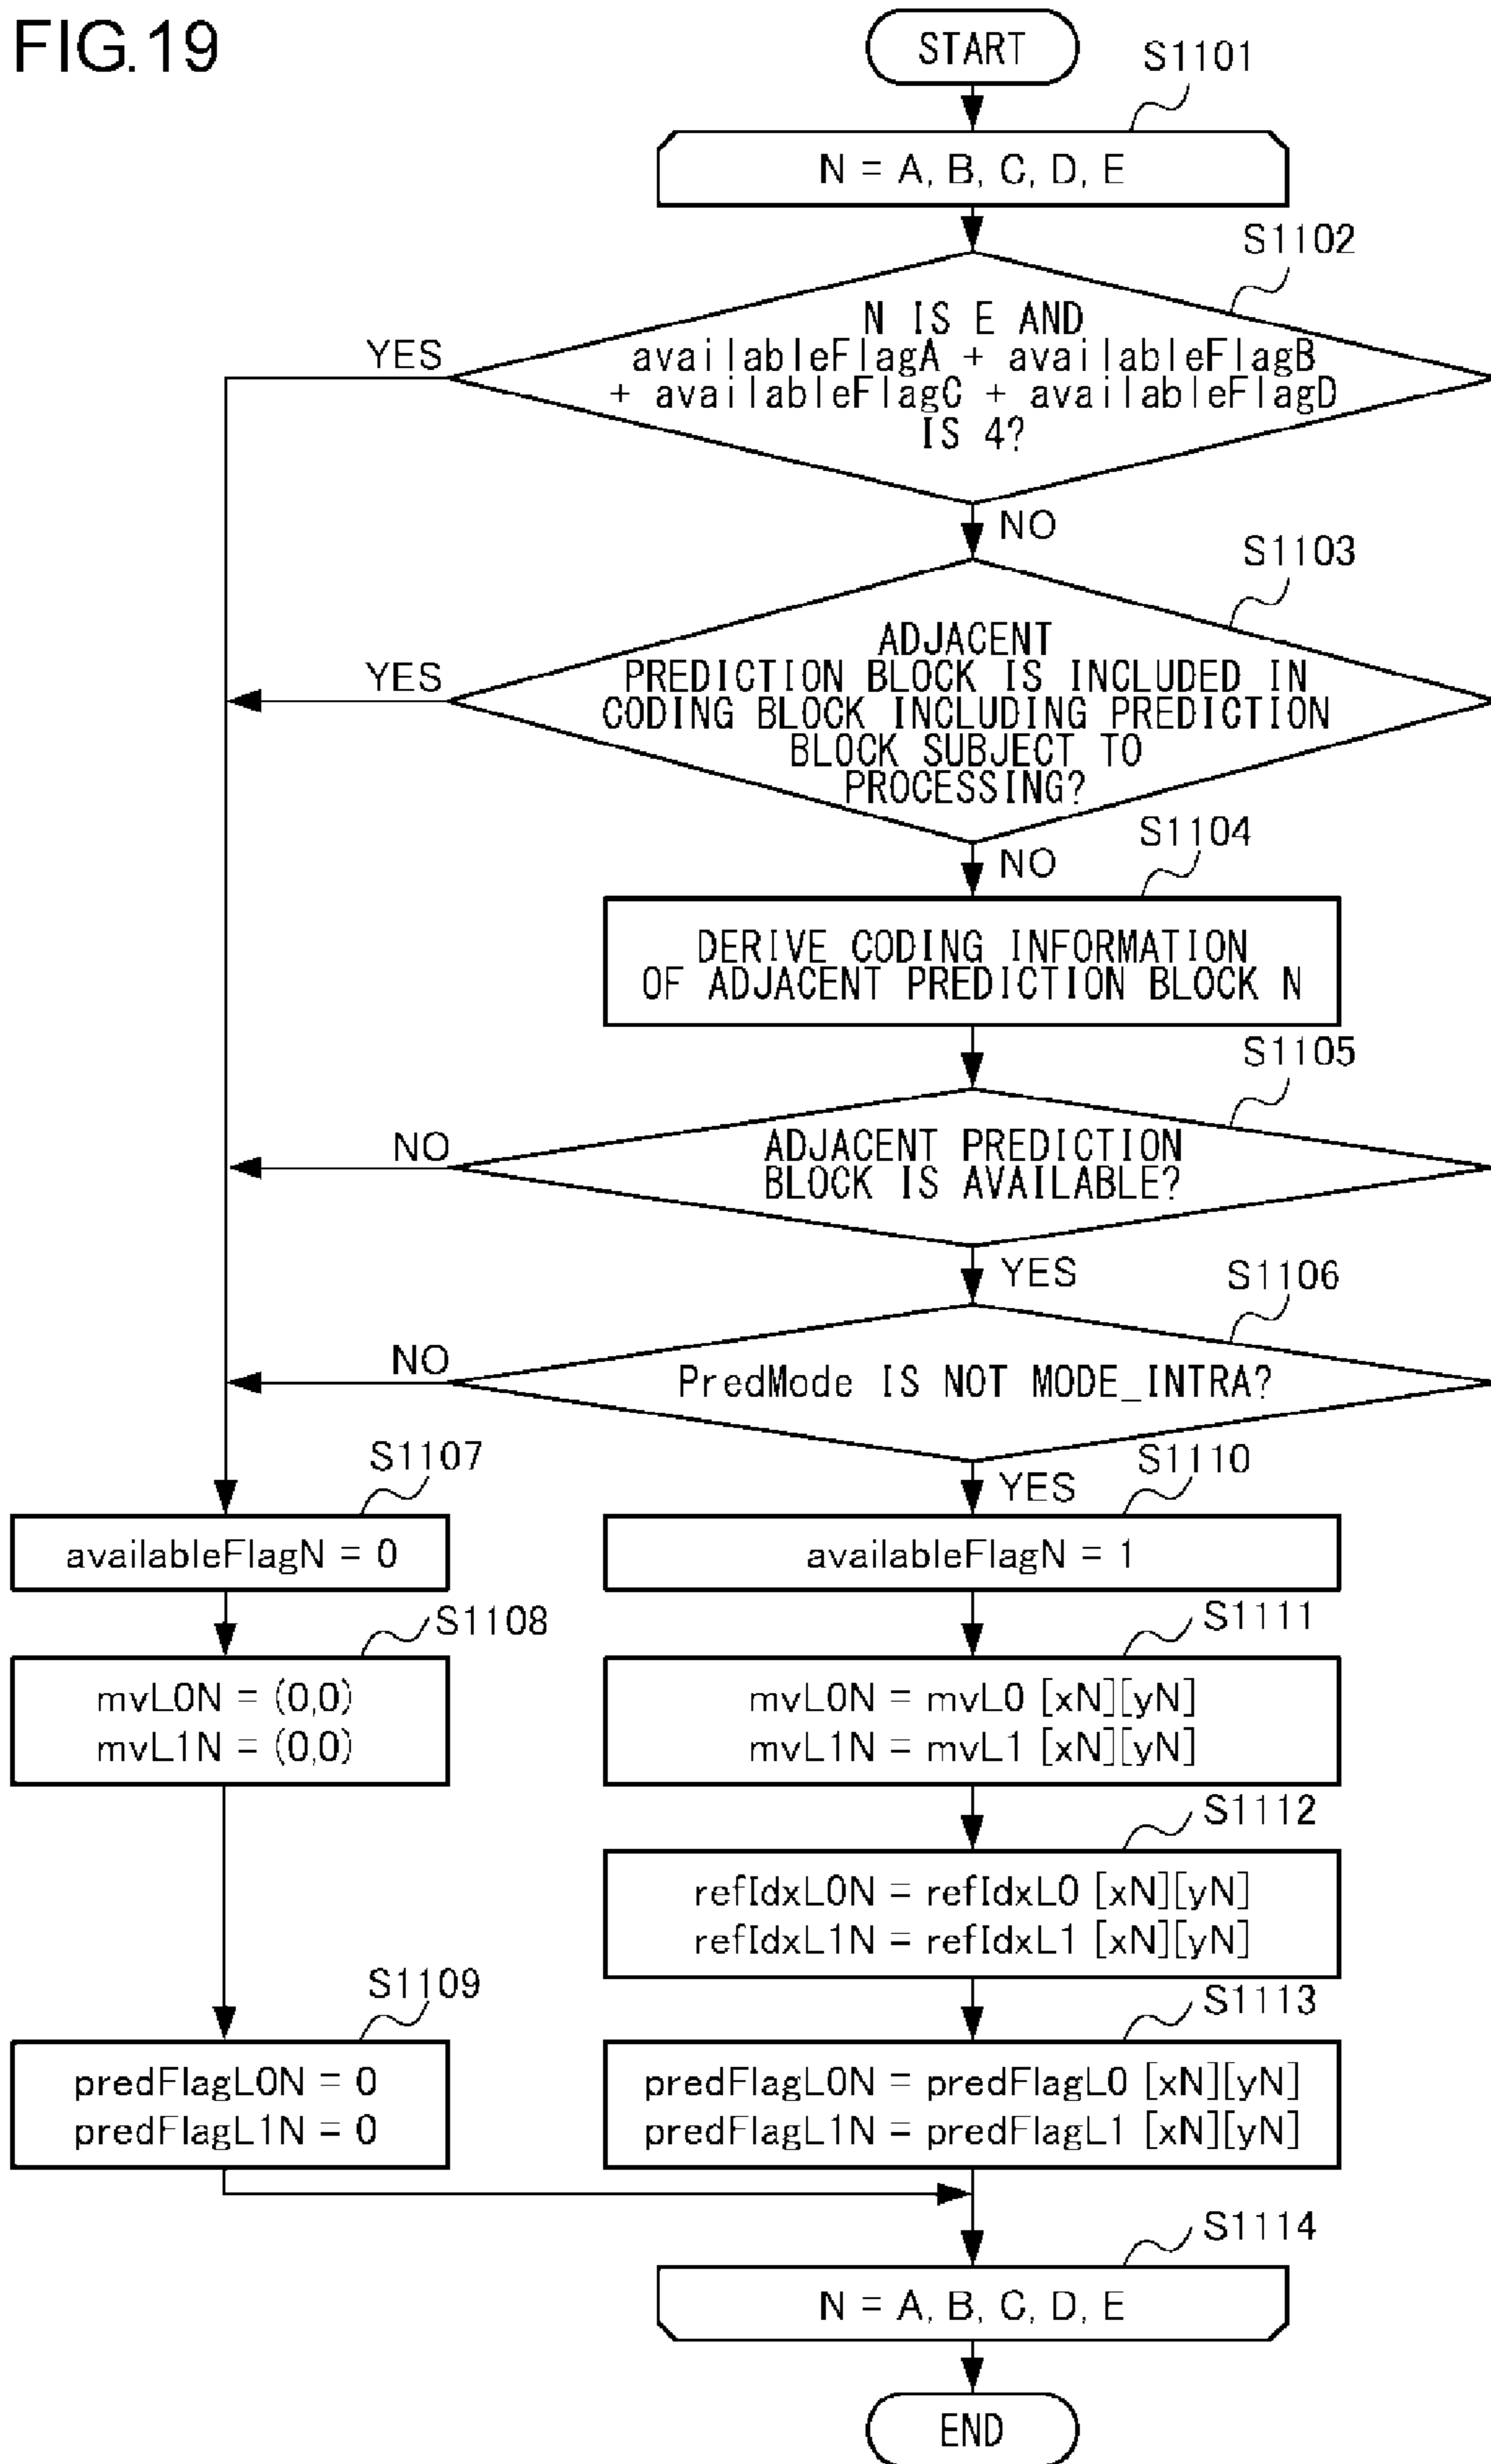 FIG.19
START
S1101
N = A, B, C, D, E
S1102
N IS E AND
availableFlagA + availableFlagB
+ availableFlagC + availableFlagD
IS 4?
YES
NO
S1103
ADJACENT
PREDICTION BLOCK IS INCLUDED IN
CODING BLOCK INCLUDING PREDICTION
BLOCK SUBJECT TO
PROCESSING?
YES
NO
S1104
DERIVE CODING INFORMATION
OF ADJACENT PREDICTION BLOCK N
S1105
ADJACENT PREDICTION
BLOCK IS AVAILABLE?
NO
YES
S1106
PredMode IS NOT MODE_INTRA?
NO
YES
S1107
availableFlagN = 0
S1110
availableFlagN = 1
S1108
mvL0N = (0,0)
mvL1N = (0,0)
S1111
mvL0N = mvL0 [xN][yN]
mvL1N = mvL1 [xN][yN]
S1112
refIdxL0N = refIdxL0 [xN][yN]
refIdxL1N = refIdxL1 [xN][yN]
S1109
predFlagL0N = 0
predFlagL1N = 0
S1113
predFlagL0N = predFlagL0 [xN][yN]
predFlagL1N = predFlagL1 [xN][yN]
S1114
N = A, B, C, D, E
END